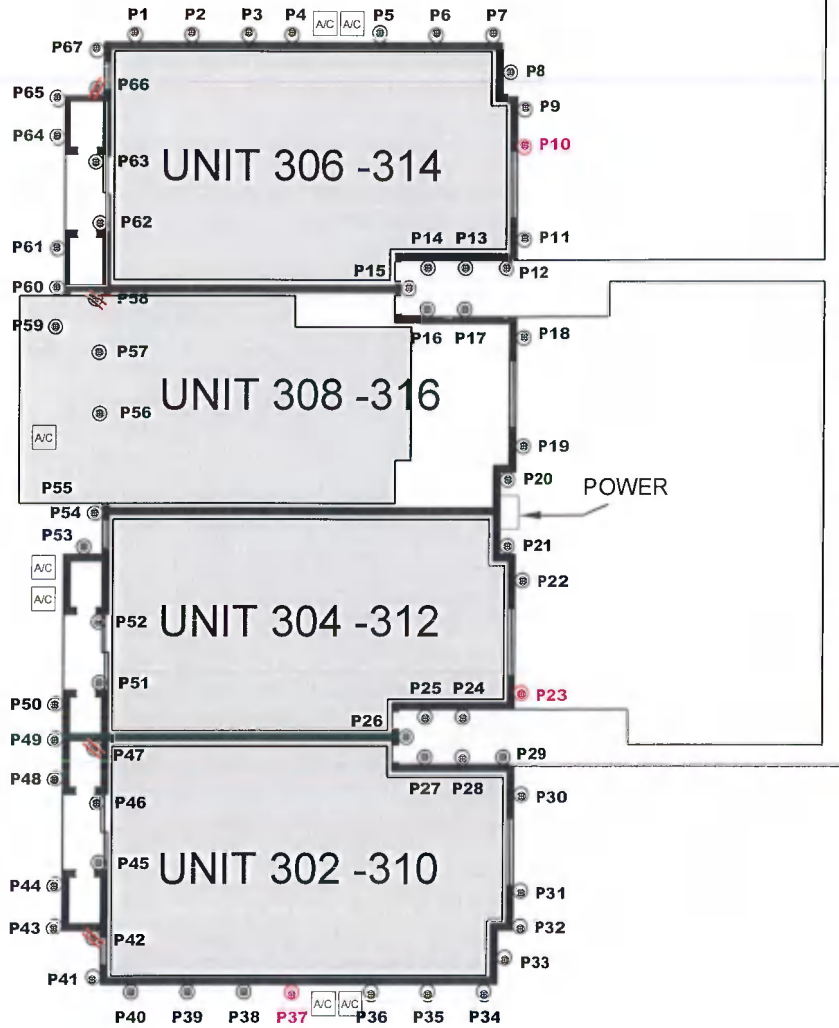 P1 P2 P3 P4 A/C A/C P5 P6 P7
P67
P8
P66
P65
P9
P64
P10
P63
UNIT 306 -314
P62
P61
P14 P13 P11
P15
P12
P60
P58
P59
P16 P17
P18
P57
UNIT 308 -316
P56
A/C
P19
P55
P20
POWER
P54
P53
P21
A/C
P22
A/C
P52
UNIT 304 -312
P51
P23
P50
P25 P24
P26
P49
P47
P29
P48
P27 P28
P46
P30
P45
UNIT 302 -310
P44
P31
P43
P32
P42
P33
P41
A/C A/C
P40 P39 P38 P37 P36 P35 P34